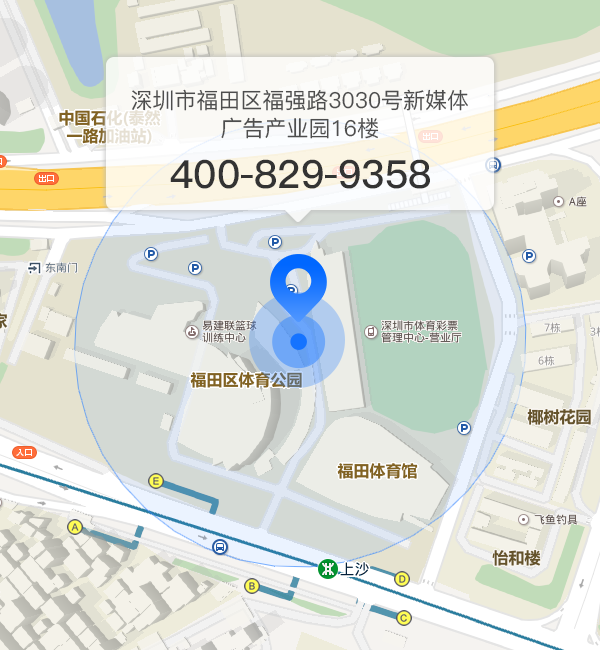 深圳市福田区福强路3030号新媒体
广告产业园16楼
400-829-9358
中国石化(泰然
一路加油站)
出口
出口
P
P
P
P
P
A座
东南门
易建联篮球
训练中心
深圳市体育彩票
管理中心-营业厅
7栋
6栋
福田区体育公园
椰树花园
福田体育馆
入口
E
A
飞鱼钓具
怡和楼
上沙
D
B
C